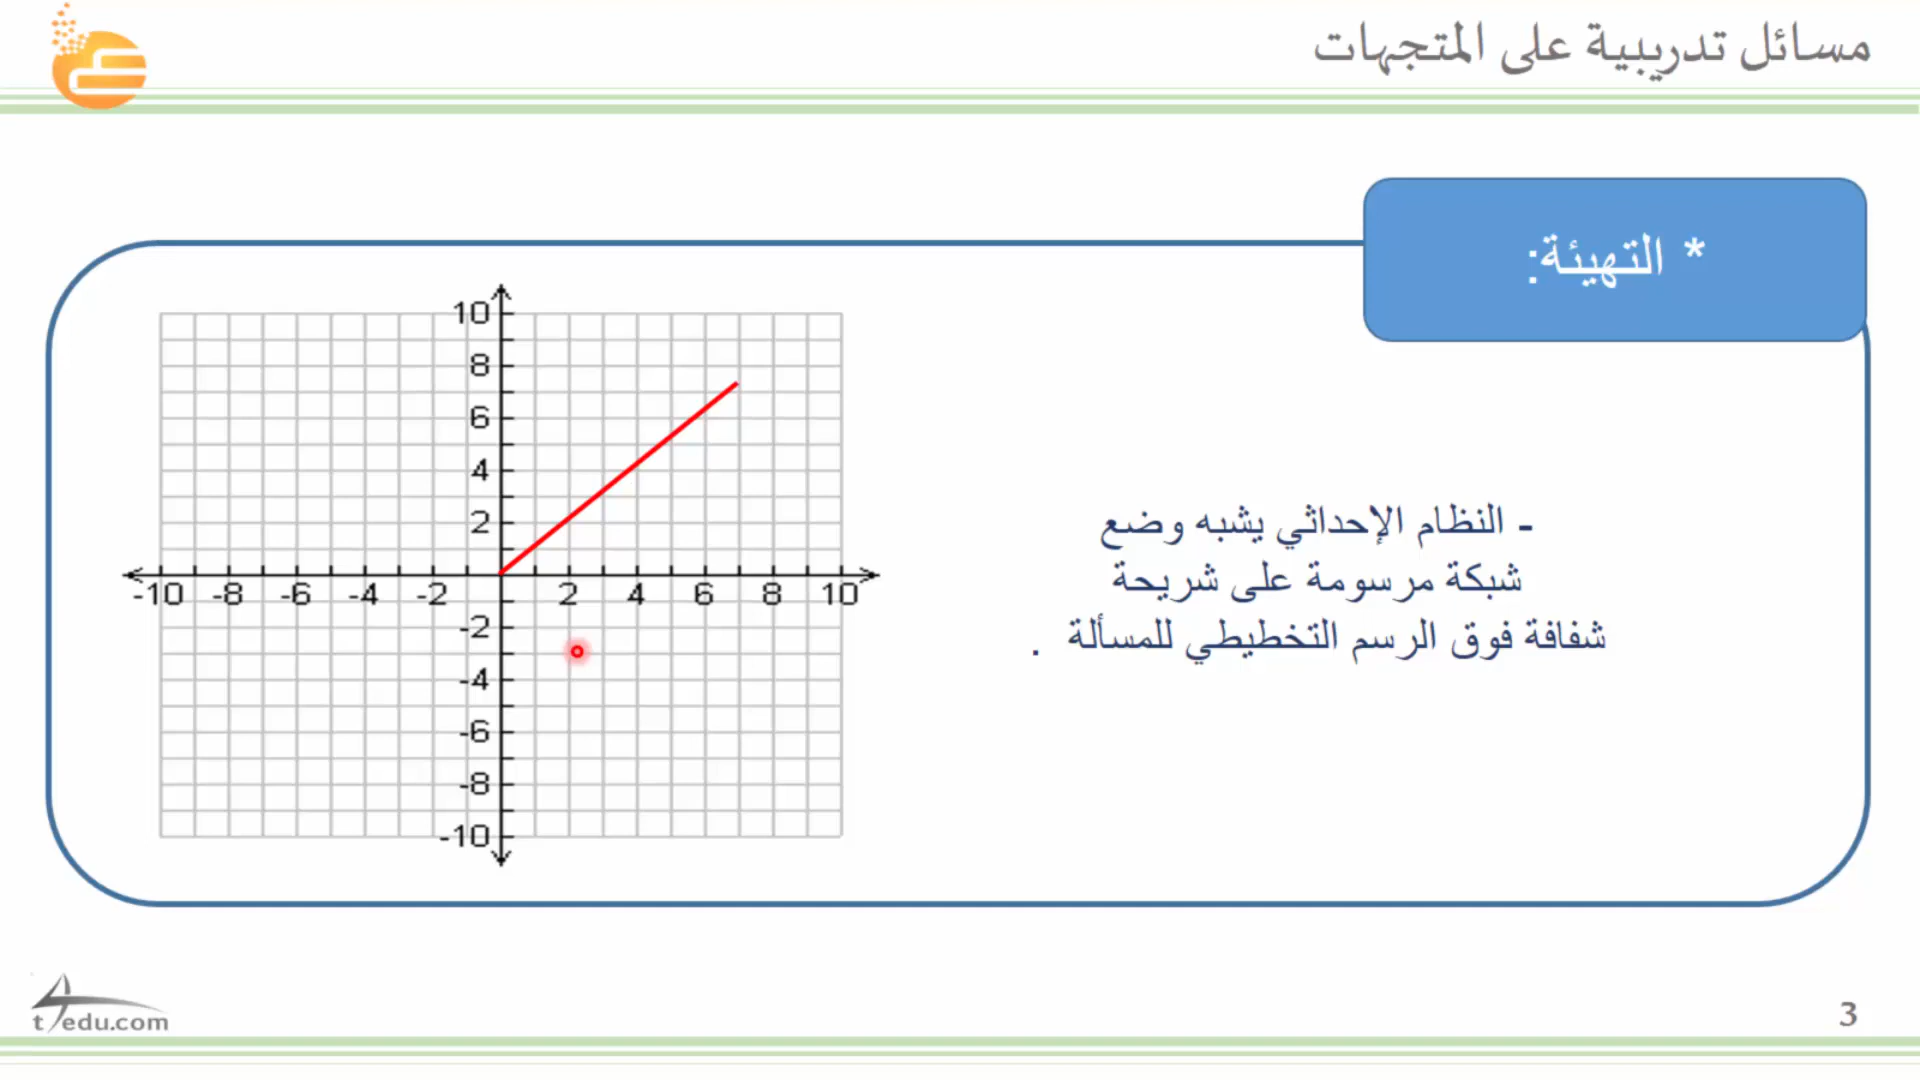 مسائل تدريبية على المتجهات
* التهيئة:
- النظام الإحداثي يشبه وضع
شبكة مرسومة على شريحة
شفافة فوق الرسم التخطيطي للمسألة .
10
8
6
4
2
-10 -8 -6 -4 -2 2 4 6 8 10
-2
-4
-6
-8
-10
t4edu.com
3